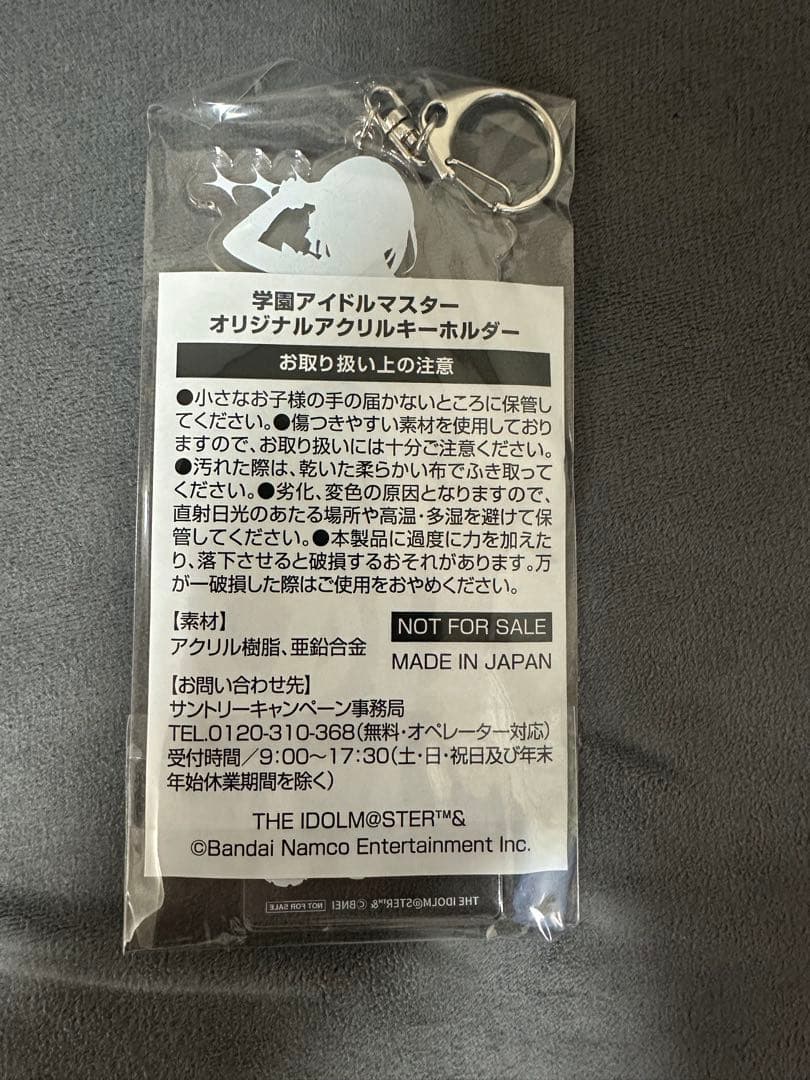 学園アイドルマスター
オリジナルアクリルキーホルダー
お取り扱い上の注意
●小さなお子様の手の届かないところに保管し
てください。●傷つきやすい素材を使用しており
ますので、お取り扱いには十分ご注意ください。
●汚れた際は、乾いた柔らかい布でふき取って
ください。●劣化、変色の原因となりますので、
直射日光のあたる場所や高温・多湿を避けて保
管してください。●本製品に過度に力を加えた
り、落下させると破損するおそれがあります。万
が一破損した際はご使用をおやめください。
【素材】
アクリル樹脂、亜鉛合金
NOT FOR SALE
MADE IN JAPAN
【お問い合わせ先】
サントリーキャンペーン事務局
TEL.0120-310-368(無料・オペレーター対応)
受付時間/9:00〜17:30(土・日・祝日及び年末
年始休業期間を除く)
THE IDOLM@STER™&
©Bandai Namco Entertainment Inc.
THE IDOLM@STER™& © BNEI NOT FOR SALE